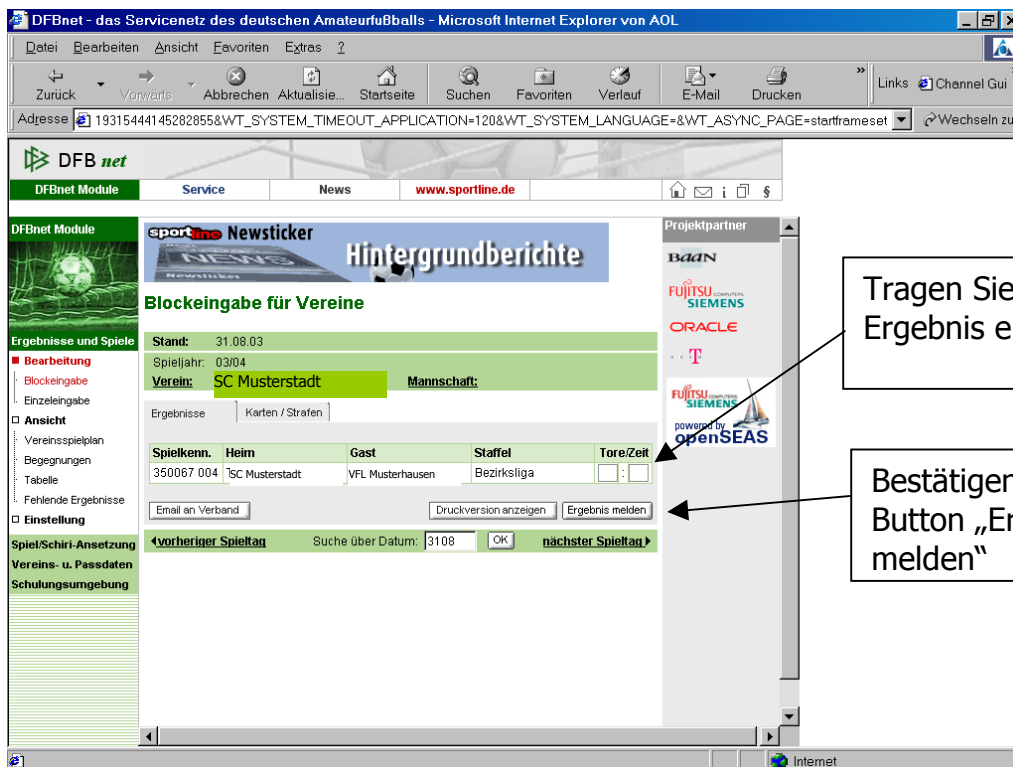 DFBnet - das Servicenetz des deutschen Amateurfußballs - Microsoft Internet Explorer von AOL
Datei Bearbeiten Ansicht Favoriten Extras ?
Zurück Vorwärts Abbrechen Aktualisie... Startseite Suchen Favoriten Verlauf E-Mail Drucken » Links Channel Gui
Adresse 19315444145282855&WT_SYSTEM_TIMEOUT_APPLICATION=120&WT_SYSTEM_LANGUAGE=&WT_ASYNC_PAGE=startframeset Wechseln zu
DFB net
DFBnet Module Service News www.sportline.de i §
DFBnet Module
sportline Newsticker
NEWS
Newsticker
Hintergrundberichte
Projektpartner
BaaN
FUJITSU COMPUTERS
SIEMENS
ORACLE
T
FUJITSU COMPUTERS
SIEMENS
powered by
openSEAS
Blockeingabe für Vereine
Ergebnisse und Spiele
Bearbeitung
Blockeingabe
Einzeleingabe
Ansicht
Vereinsspielplan
Begegnungen
Tabelle
Fehlende Ergebnisse
Einstellung
Spiel/Schiri-Ansetzung
Vereins- u. Passdaten
Schulungsumgebung
Stand: 31.08.03
Spieljahr: 03/04
Verein: SC Musterstadt Mannschaft:
Ergebnisse Karten / Strafen
Spielkenn. Heim Gast Staffel Tore/Zeit
350067 004 SC Musterstadt VFL Musterhausen Bezirksliga :
Email an Verband Druckversion anzeigen Ergebnis melden
vorheriger Spieltag Suche über Datum: 3108 OK nächster Spieltag
Tragen Sie
Ergebnis e
Bestätiger
Button „Er
melden“
Internet